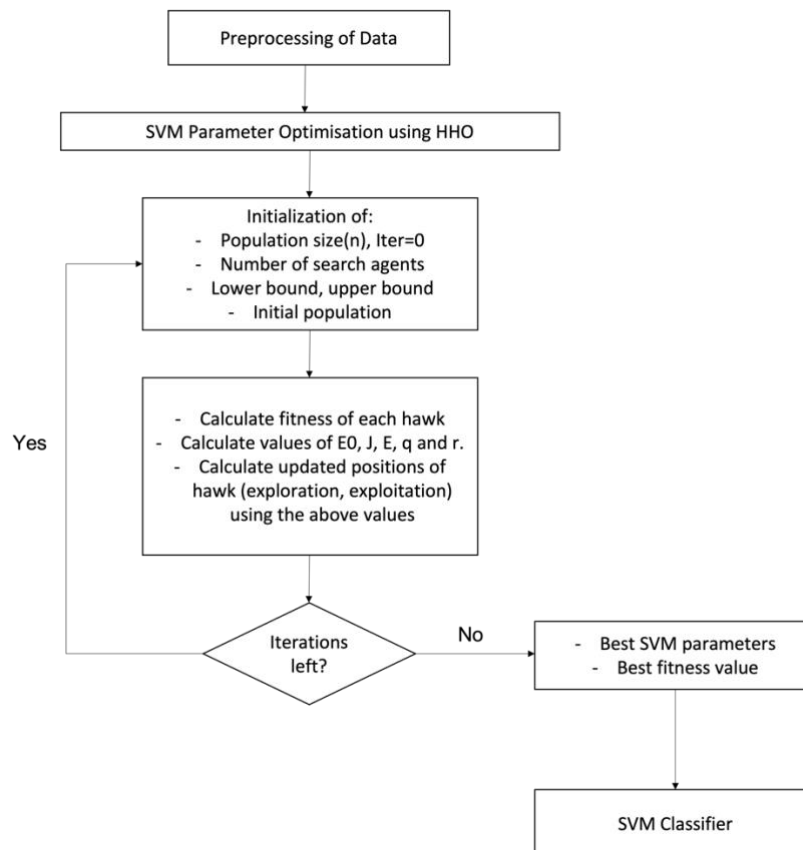 Preprocessing of Data
SVM Parameter Optimisation using HHO
Initialization of:
- Population size(n), Iter=0
- Number of search agents
- Lower bound, upper bound
- Initial population
- Calculate fitness of each hawk
- Calculate values of E0, J, E, q and r.
- Calculate updated positions of
hawk (exploration, exploitation)
using the above values
Yes
Iterations
left?
No
- Best SVM parameters
- Best fitness value
SVM Classifier